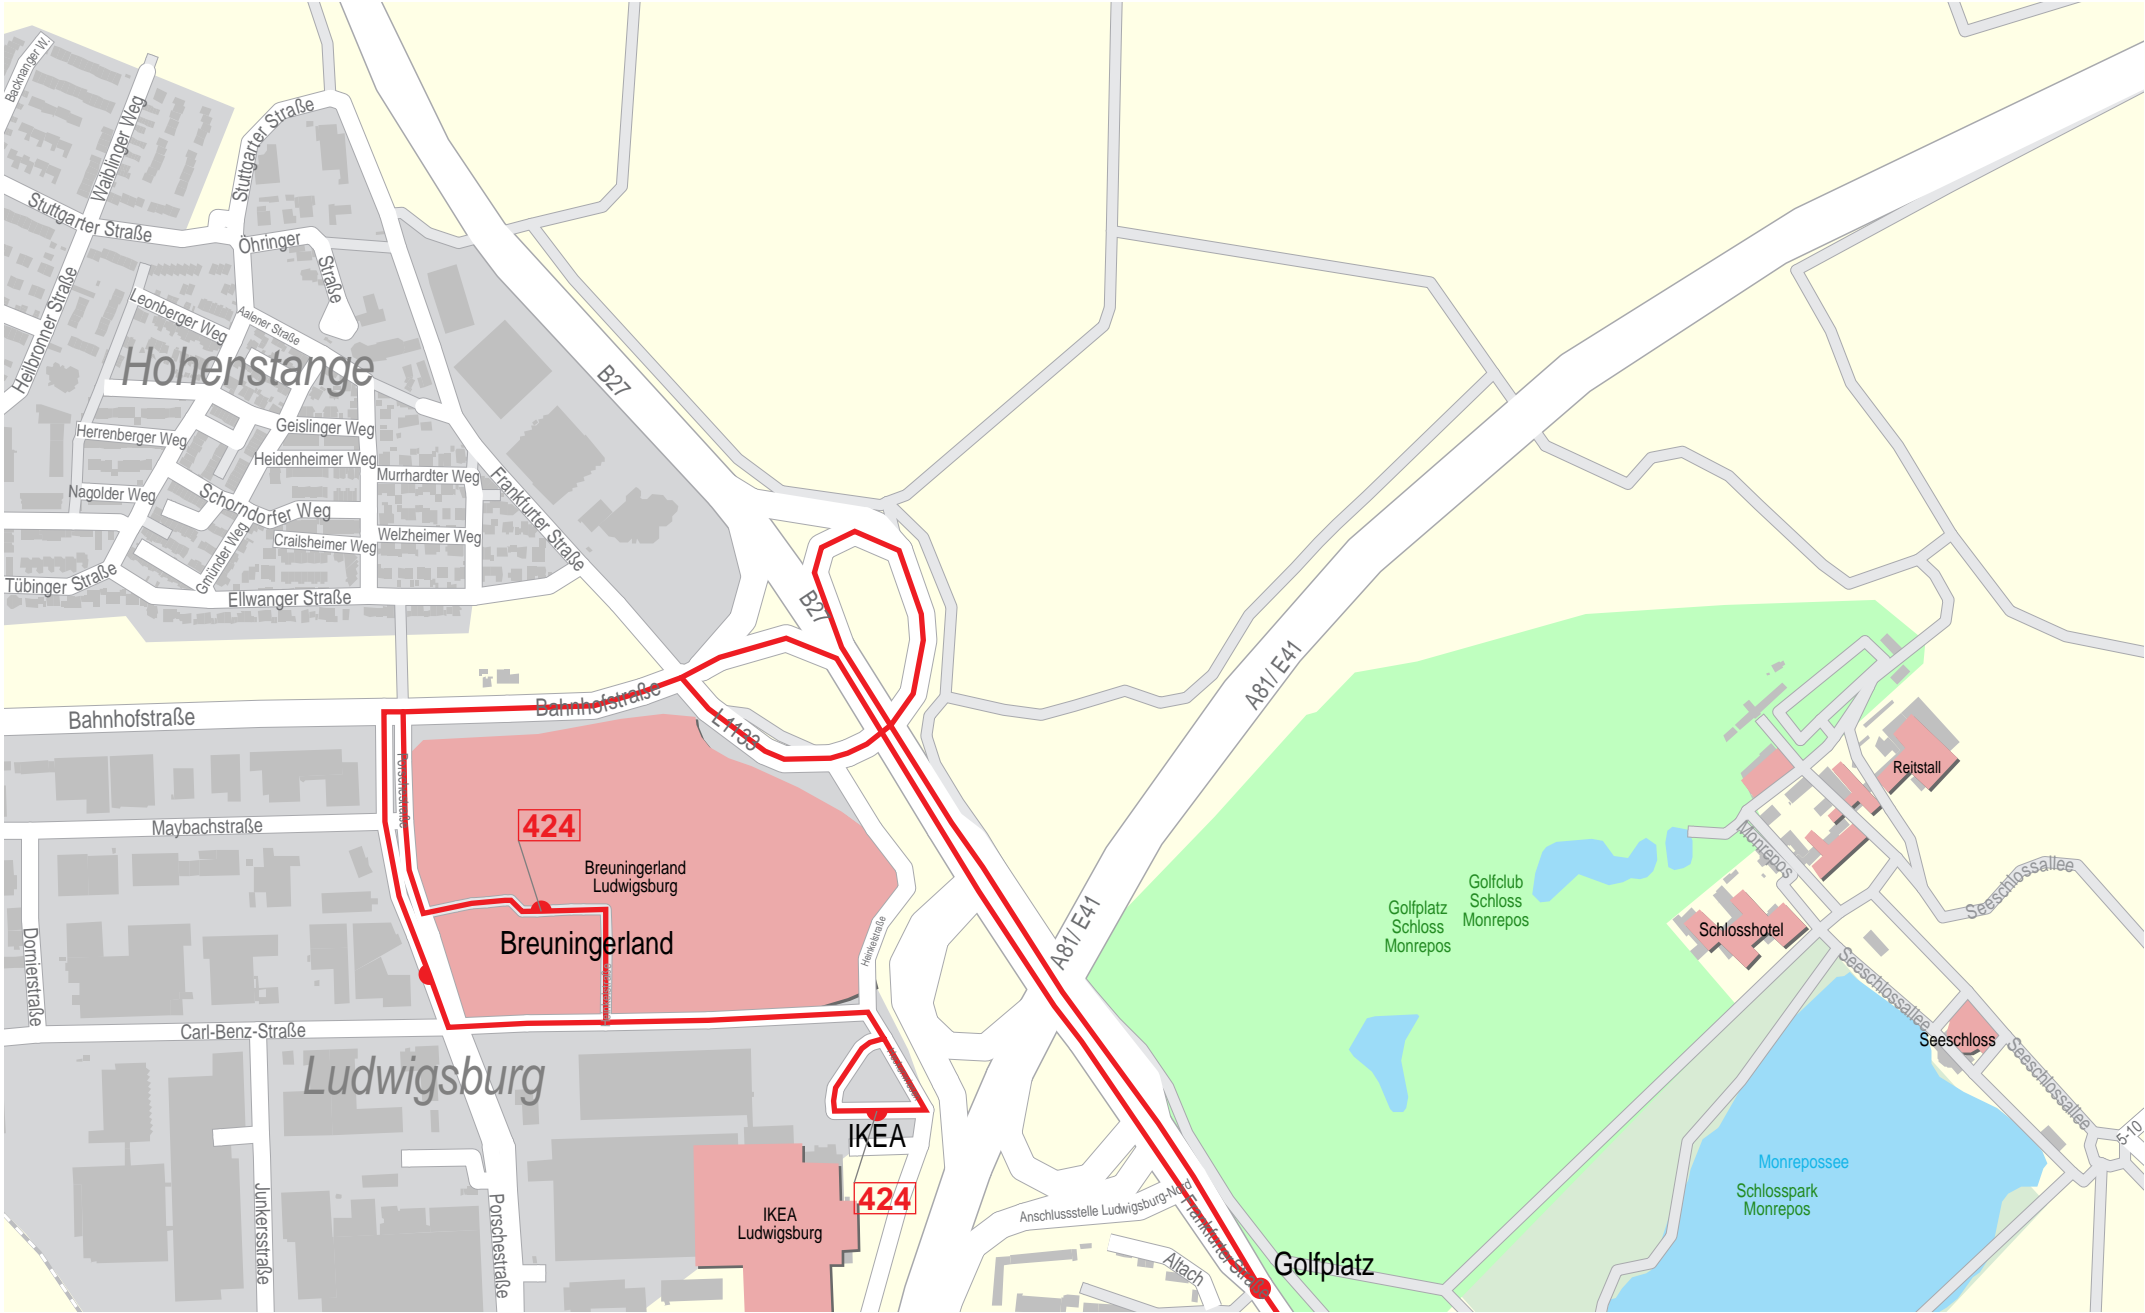 Backnanger W.
Waiblinger Weg
Stuttgarter Straße
Stuttgarter Straße
Öhringer
Straße
Heilbronner Straße
Leonberger Weg
Aalener Straße
Hohenstange
B27
Herrenberger Weg
Geislinger Weg
Heidenheimer Weg
Murrhardter Weg
Nagolder Weg
Schorndorfer Weg
Frankfurter Straße
Crailsheimer Weg
Welzheimer Weg
Gmünder Weg
Tübinger Straße
Ellwanger Straße
B27
A81/ E41
Bahnhofstraße
Bahnhofstraße
L1133
Porschestraße
Reitstall
Maybachstraße
424
Breuningerland
Ludwigsburg
Monrepos
Golfclub
Schloss
Monrepos
Golfplatz
Schloss
Monrepos
Seeschlossallee
Schlosshotel
A81/ E41
Heinkelstraße
Breuningerland
Dornierstraße
Seeschlossallee
Carl-Benz-Straße
Seeschloss
Seeschlossallee
Ludwigsburg
IKEA
5-10
Monrepossee
Schlosspark
Monrepos
424
IKEA
Ludwigsburg
Anschlussstelle Ludwigsburg-Nord
Frankfurter Straße
Junkersstraße
Porschestraße
Altach
Golfplatz